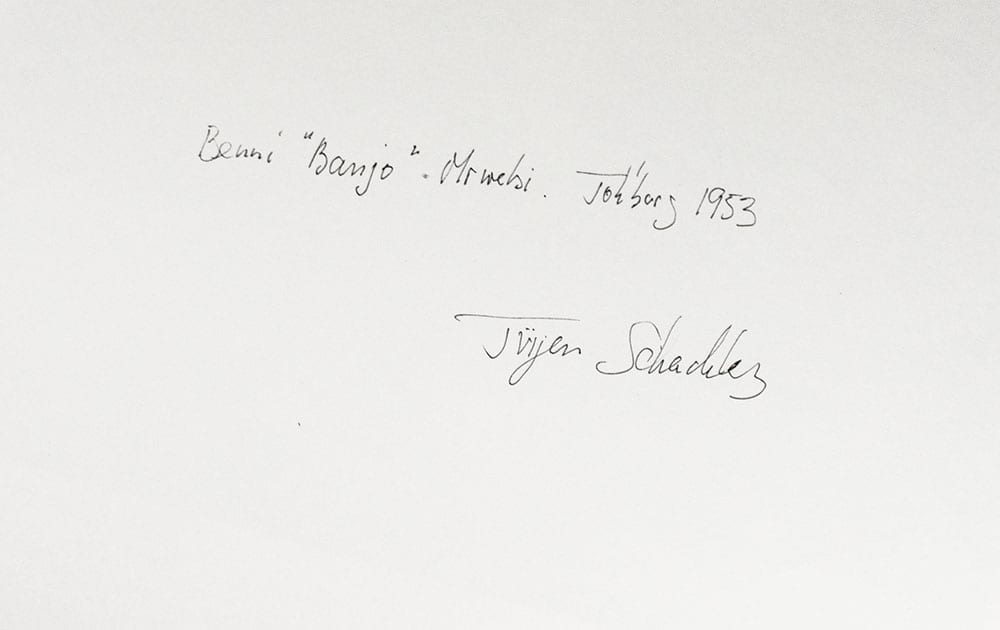 Benni "Banjo". Mrwebi. Joh'burg 1953
Jürgen Schadeberg